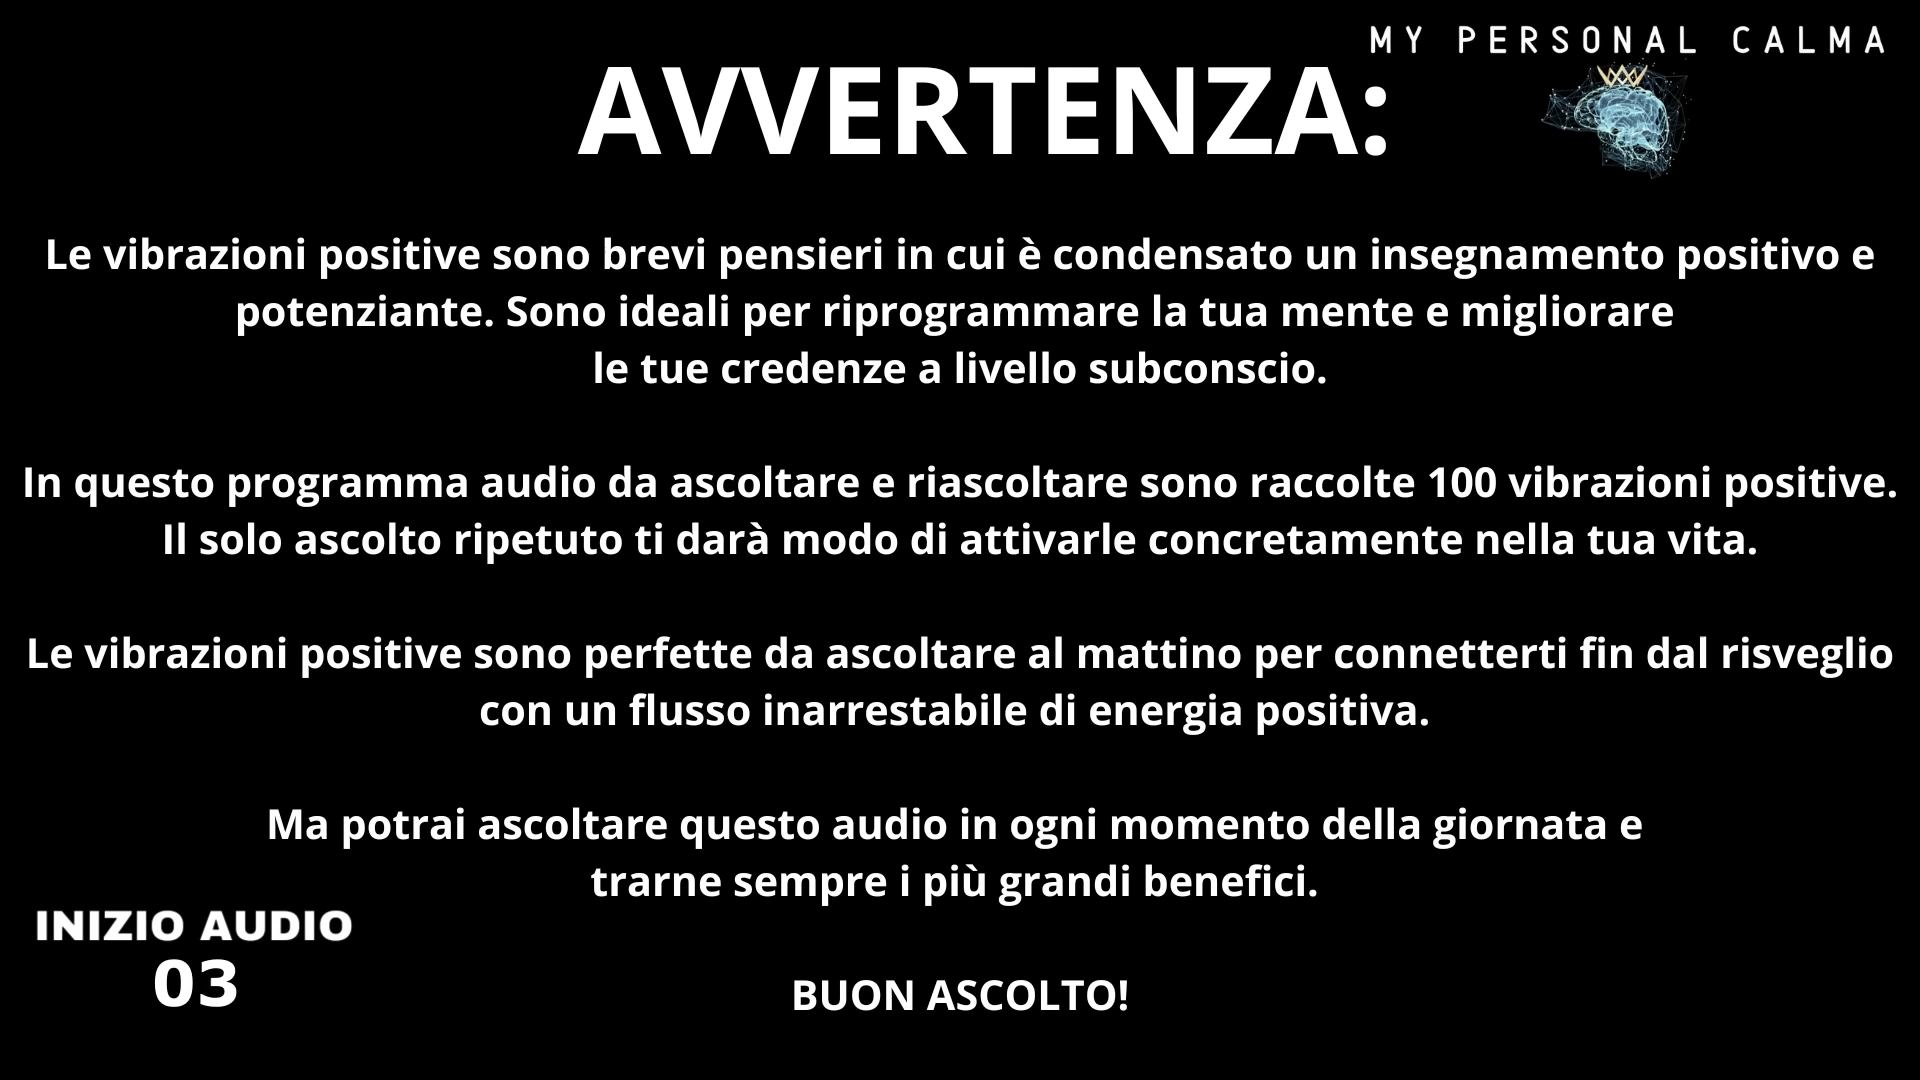 MY PERSONAL CALMA
AVVERTENZA:
Le vibrazioni positive sono brevi pensieri in cui è condensato un insegnamento positivo e
potenziante. Sono ideali per riprogrammare la tua mente e migliorare
le tue credenze a livello subconscio.
In questo programma audio da ascoltare e riascoltare sono raccolte 100 vibrazioni positive.
Il solo ascolto ripetuto ti darà modo di attivarle concretamente nella tua vita.
Le vibrazioni positive sono perfette da ascoltare al mattino per connetterti fin dal risveglio
con un flusso inarrestabile di energia positiva.
Ma potrai ascoltare questo audio in ogni momento della giornata e
trarne sempre i più grandi benefici.
INIZIO AUDIO
03
BUON ASCOLTO!